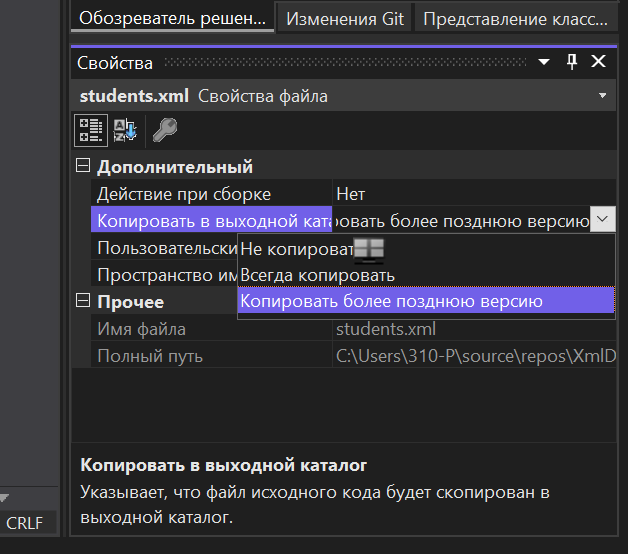 Обозреватель решен... Изменения Git Представление класс...
Свойства
students.xml Свойства файла
Дополнительный
Действие при сборке Нет
Копировать в выходной ката ровать более позднюю версию
Пользовательски Не копироват
Всегда копировать
Пространство им
Копировать более позднюю версию
Прочее
Имя файла students.xml
Полный путь C:\Users\310-P\source\repos\XmlD
Копировать в выходной каталог
Указывает, что файл исходного кода будет скопирован в
выходной каталог.
CRLF